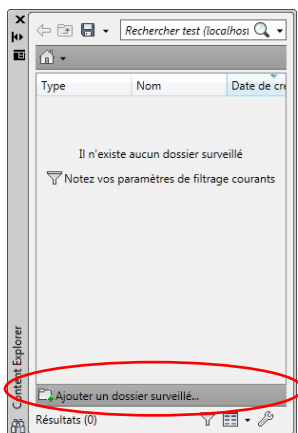 Rechercher test (localhost
Type Nom Date de cré
Il n'existe aucun dossier surveillé
Notez vos paramètres de filtrage courants
Content Explorer
Ajouter un dossier surveillé...
Résultats (0)